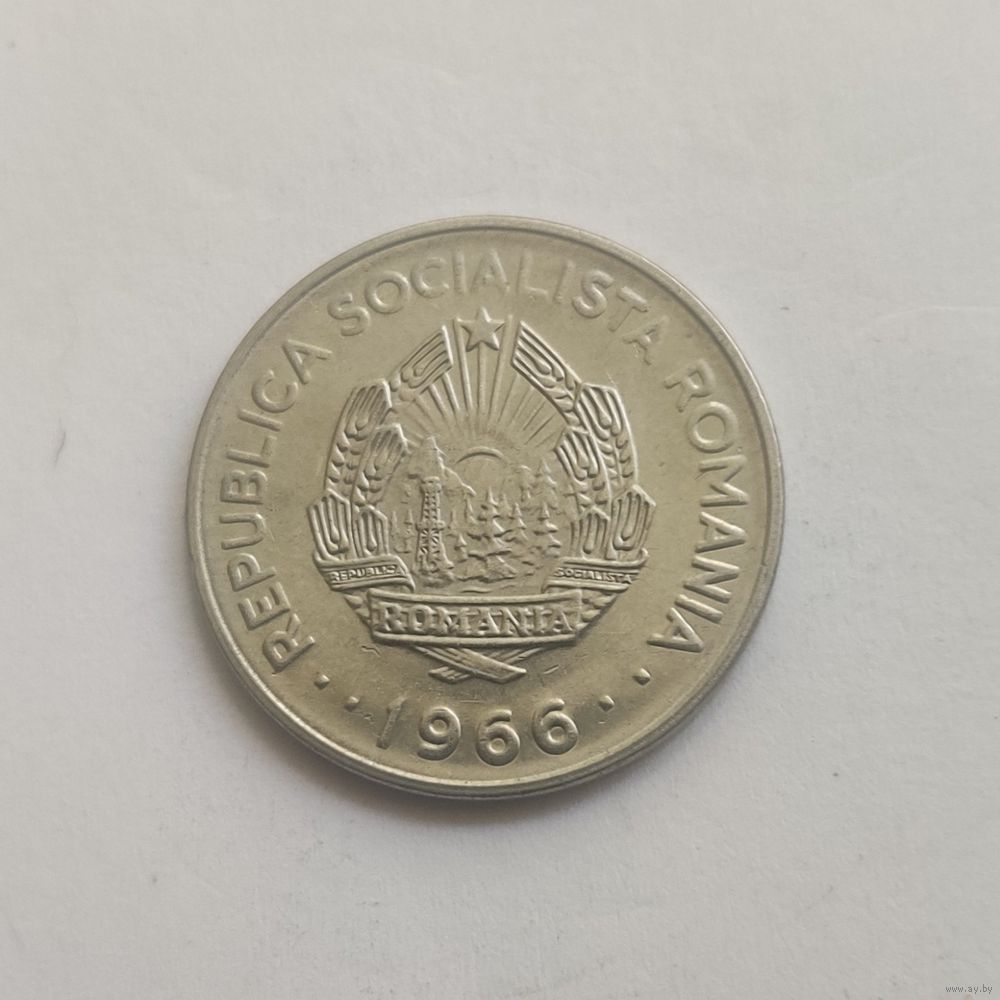 REPUBLICA SOCIALISTA ROMANIA
REPUBLICA SOCIALISTA
ROMANIA
1966
www.ay.by